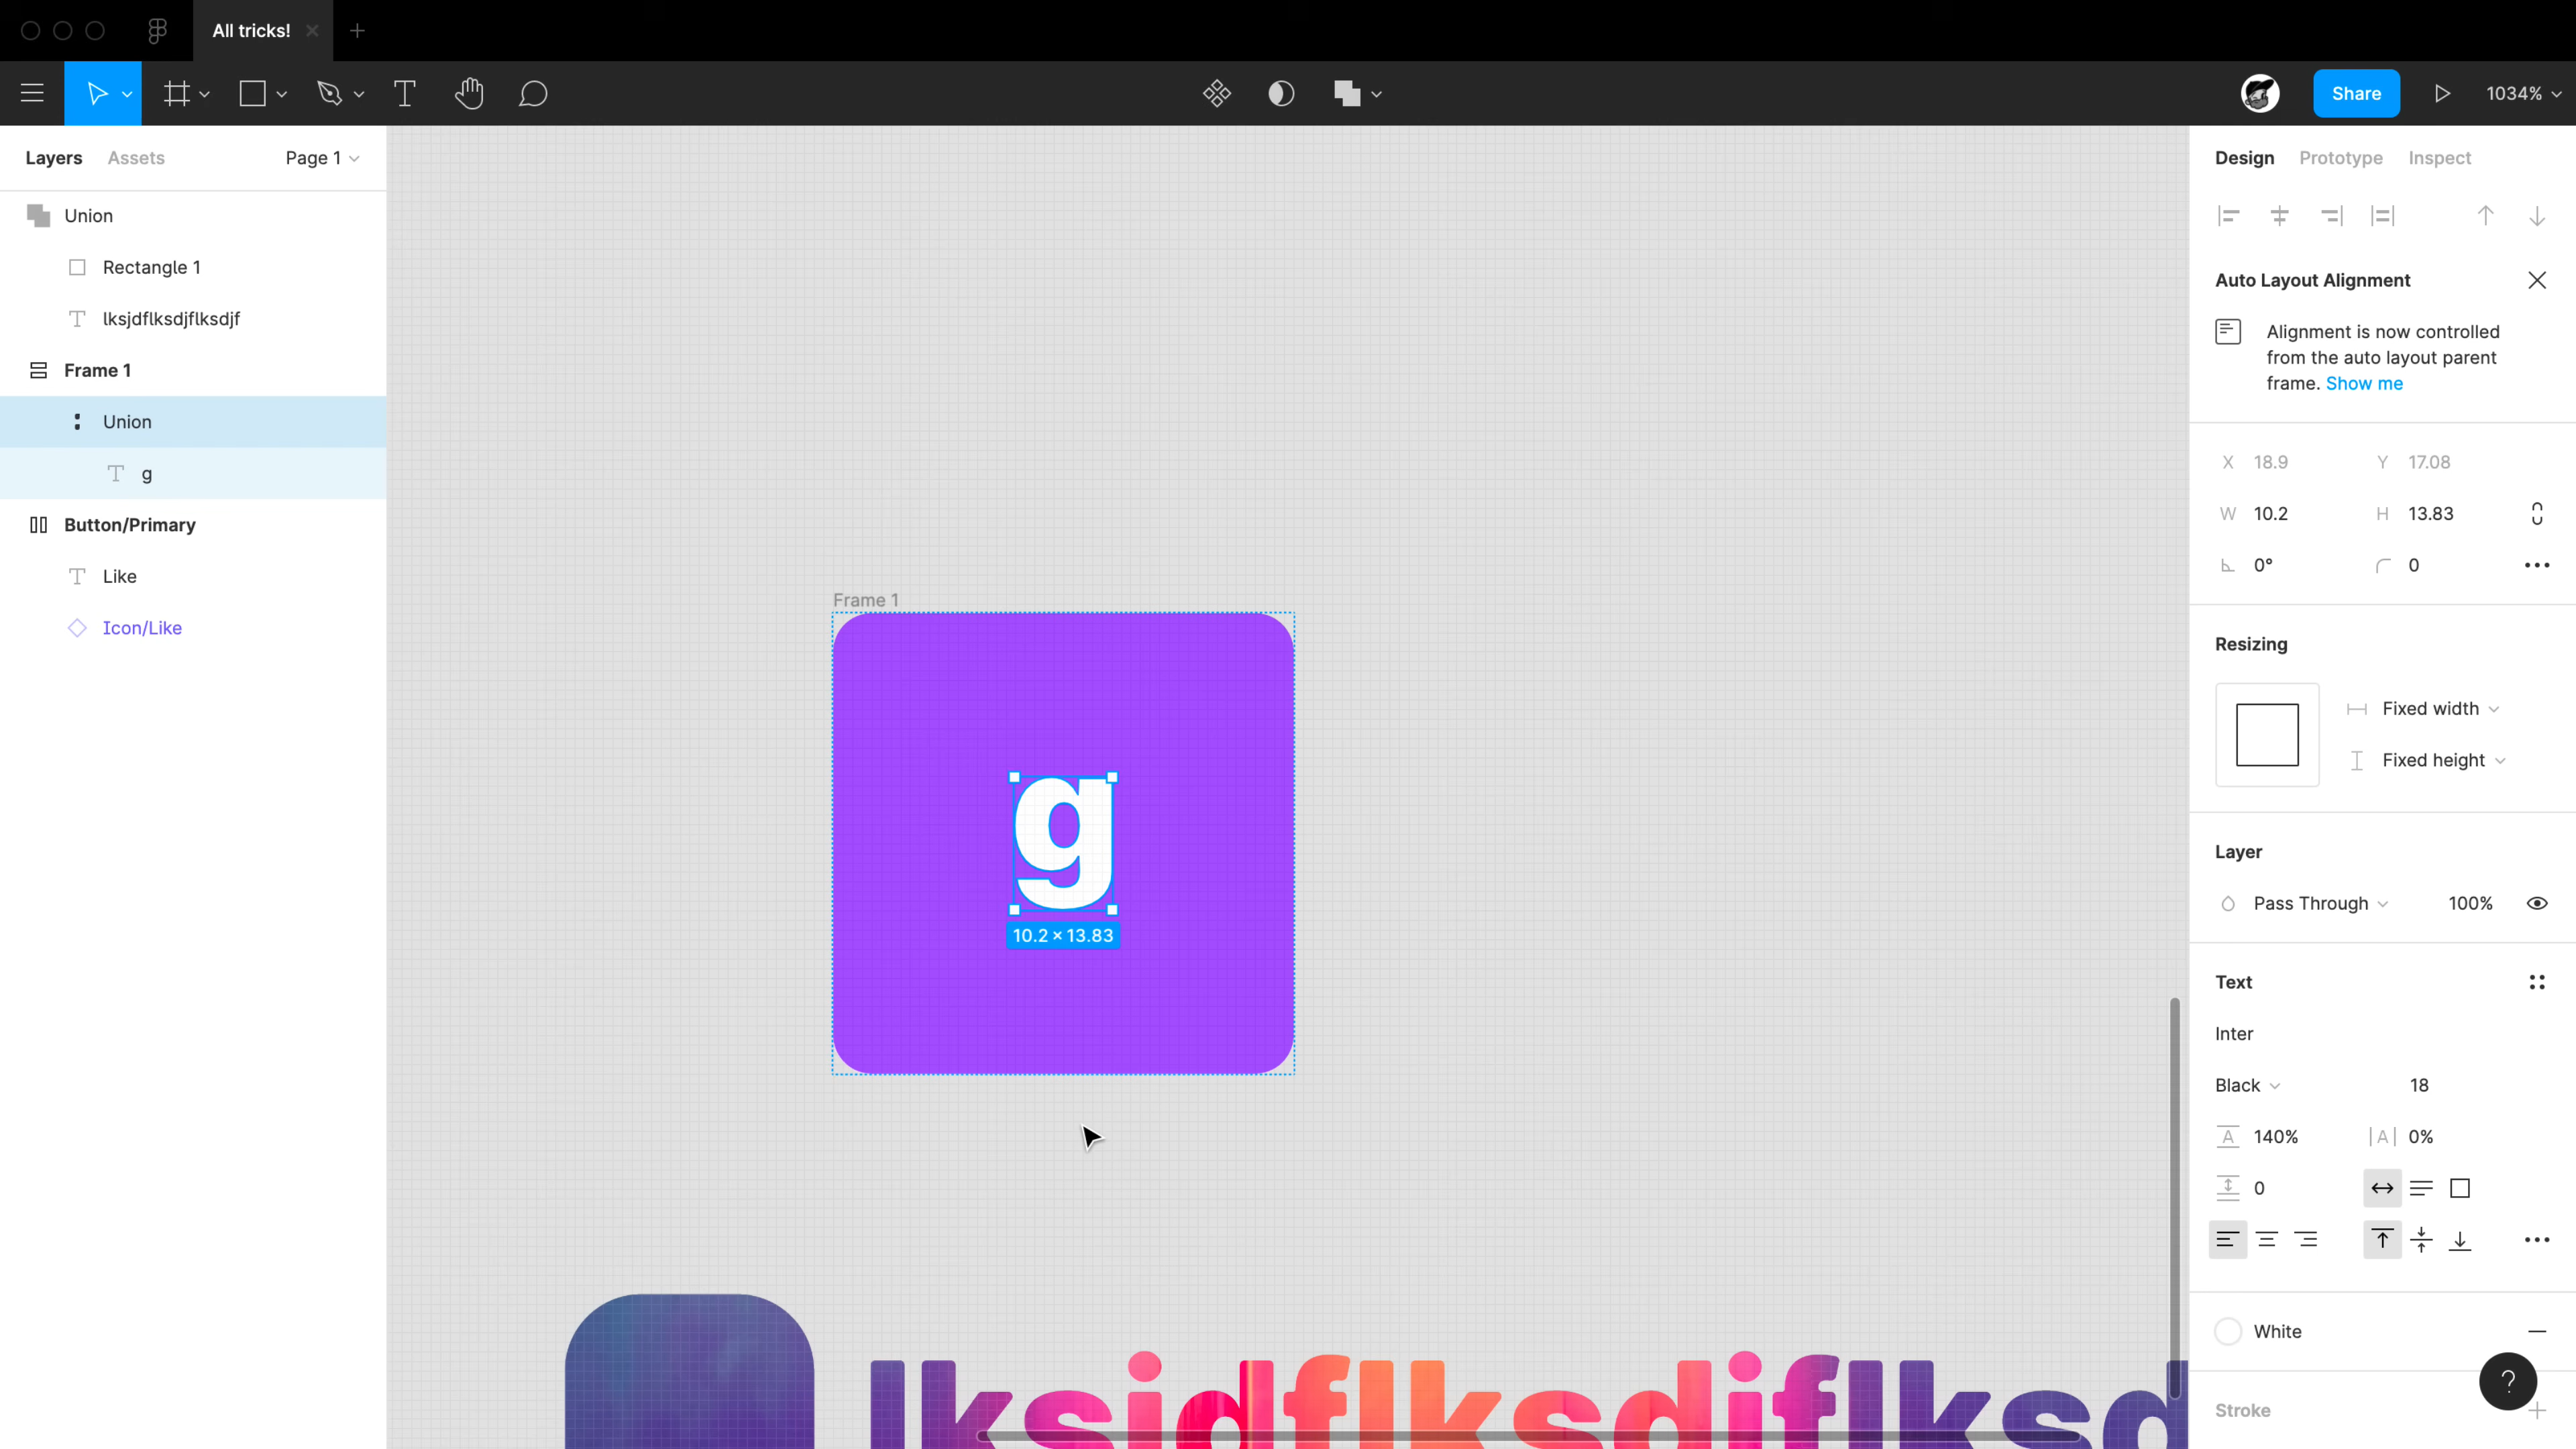 All tricks!
Share
1034%
Layers
Assets
Page 1
Union
Rectangle 1
lksjdflksdjflksdjf
Frame 1
Union
g
Button/Primary
Like
Icon/Like
Frame 1
g
10.2 × 13.83
lksjdflksdjflksd
Design
Prototype
Inspect
Auto Layout Alignment
Alignment is now controlled
from the auto layout parent
frame. Show me
X 18.9
Y 17.08
W 10.2
H 13.83
0°
0
Resizing
Fixed width
Fixed height
Layer
Pass Through
100%
Text
Inter
Black
18
A 140%
|A| 0%
0
White
?
Stroke